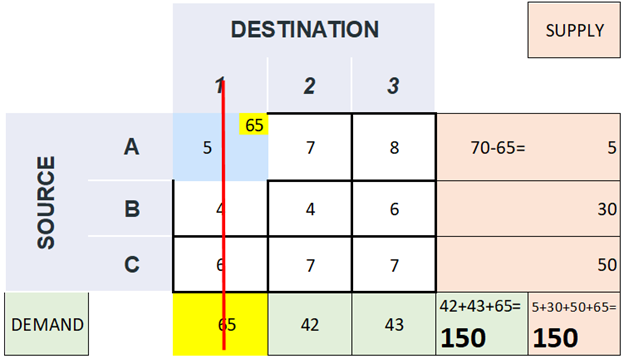 DESTINATION
SUPPLY
1 2 3
SOURCE
A 5 65 7 8 70-65= 5
B 4 4 6 30
C 6 7 7 50
DEMAND 65 42 43 42+43+65= 5+30+50+65=
150 150